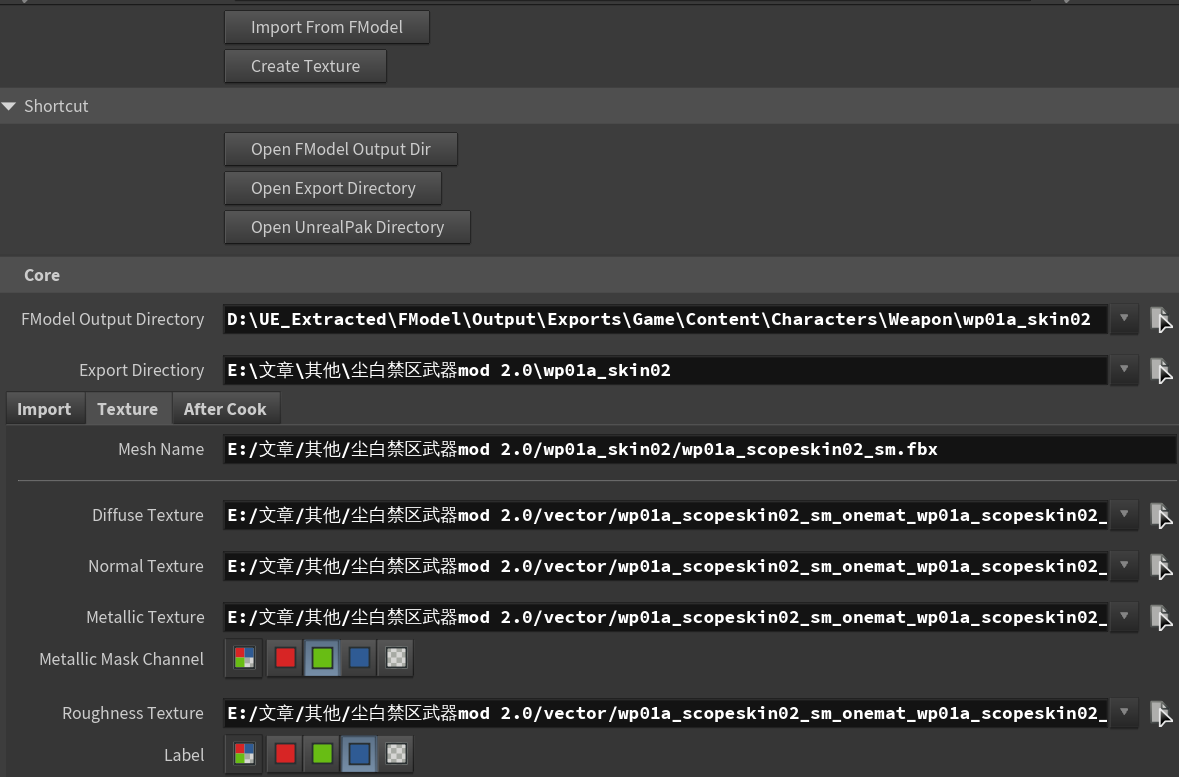 Import From FModel
Create Texture
Shortcut
Open FModel Output Dir
Open Export Directory
Open UnrealPak Directory
Core
FModel Output Directory D:\UE_Extracted\FModel\Output\Exports\Game\Content\Characters\Weapon\wp01a_skin02
Export Directiory E:\文章\其他\尘白禁区武器mod 2.0\wp01a_skin02
Import Texture After Cook
Mesh Name E:/文章/其他/尘白禁区武器mod 2.0/wp01a_skin02/wp01a_scopeskin02_sm.fbx
Diffuse Texture E:/文章/其他/尘白禁区武器mod 2.0/vector/wp01a_scopeskin02_sm_onemat_wp01a_scopeskin02_
Normal Texture E:/文章/其他/尘白禁区武器mod 2.0/vector/wp01a_scopeskin02_sm_onemat_wp01a_scopeskin02_
Metallic Texture E:/文章/其他/尘白禁区武器mod 2.0/vector/wp01a_scopeskin02_sm_onemat_wp01a_scopeskin02_
Metallic Mask Channel
Roughness Texture E:/文章/其他/尘白禁区武器mod 2.0/vector/wp01a_scopeskin02_sm_onemat_wp01a_scopeskin02_
Label